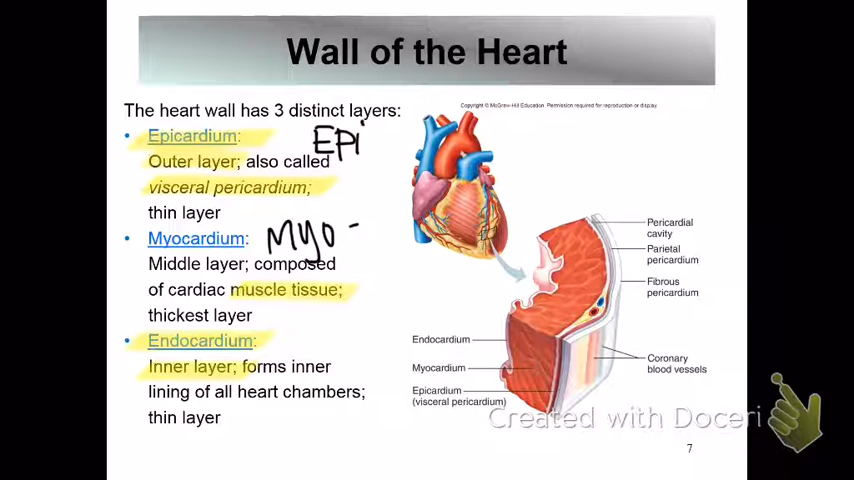 Wall of the Heart
The heart wall has 3 distinct layers:
• Epicardium:
EPi
Outer layer; also called
visceral pericardium;
thin layer
• Myocardium:
Myo -
Middle layer; composed
of cardiac muscle tissue;
thickest layer
• Endocardium:
Inner layer; forms inner
lining of all heart chambers;
thin layer
Copyright © McGraw-Hill Education. Permission required for reproduction or display.
Pericardial
cavity
Parietal
pericardium
Fibrous
pericardium
Endocardium
Myocardium
Epicardium
(visceral pericardium)
Coronary
blood vessels
Created with Doceri
7